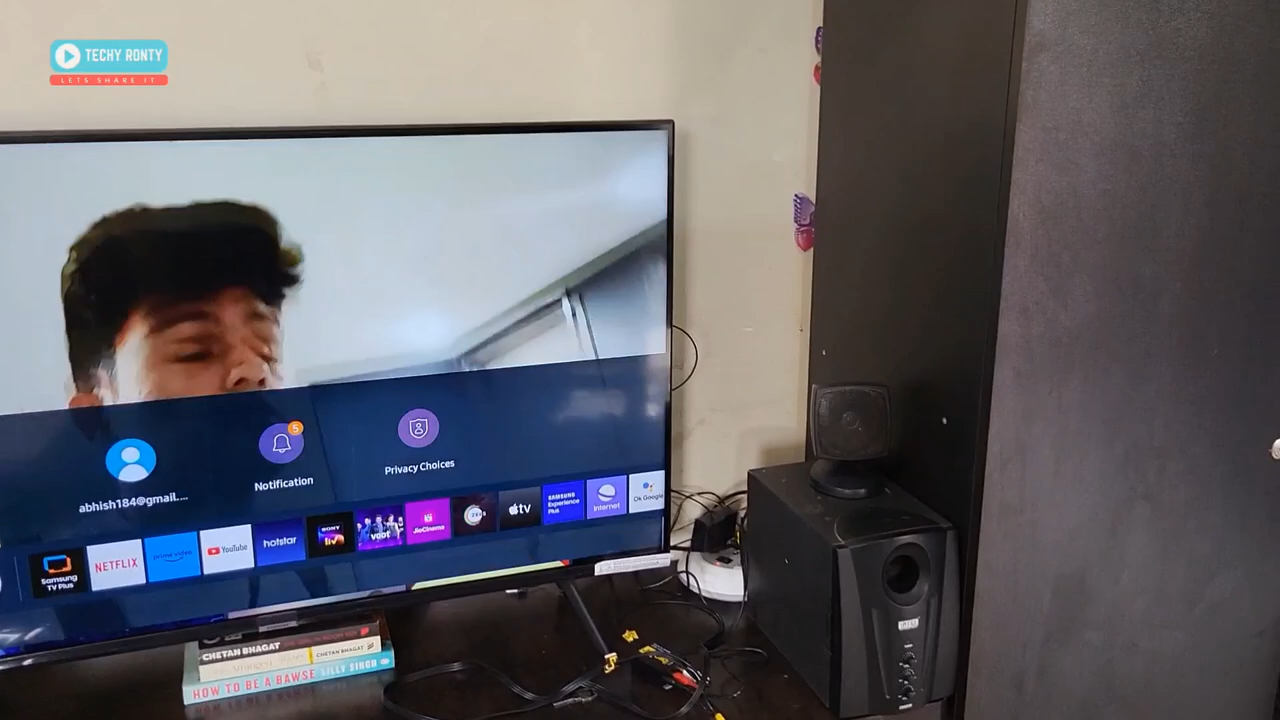 TECHY RONTY
LETS SHARE IT
5
abhish184@gmail....
Notification
Privacy Choices
Samsung
TV Plus
NETFLIX
prime video
YouTube
hotstar
SONY
liv
voot
JioCinema
ZEE5
tv
SAMSUNG
Experience
Plus
Internet
Ok Google
CHETAN BHAGAT
CHETAN BHAGAT
HOW TO BE A BAWSE LILLY SINGH